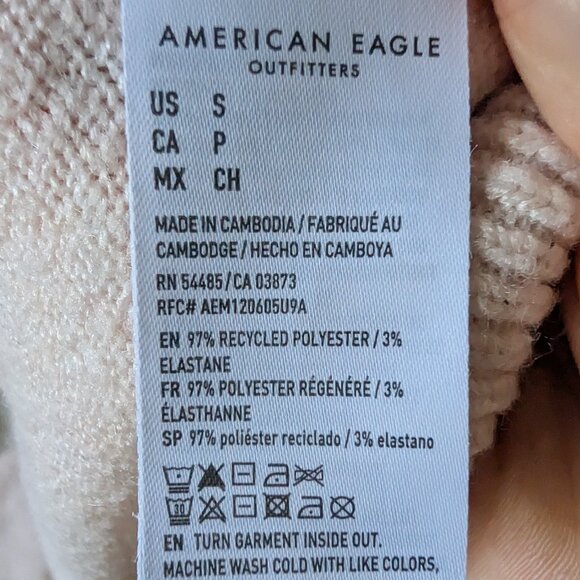 AMERICAN EAGLE
OUTFITTERS
US S
CA P
MX CH
MADE IN CAMBODIA / FABRIQUÉ AU
CAMBODGE / HECHO EN CAMBOYA
RN 54485/CA 03873
RFC# AEM120605U9A
EN 97% RECYCLED POLYESTER / 3%
ELASTANE
FR 97% POLYESTER RÉGÉNÉRÉ / 3%
ÉLASTHANNE
SP 97% poliéster reciclado / 3% elastano
30
EN TURN GARMENT INSIDE OUT.
MACHINE WASH COLD WITH LIKE COLORS,